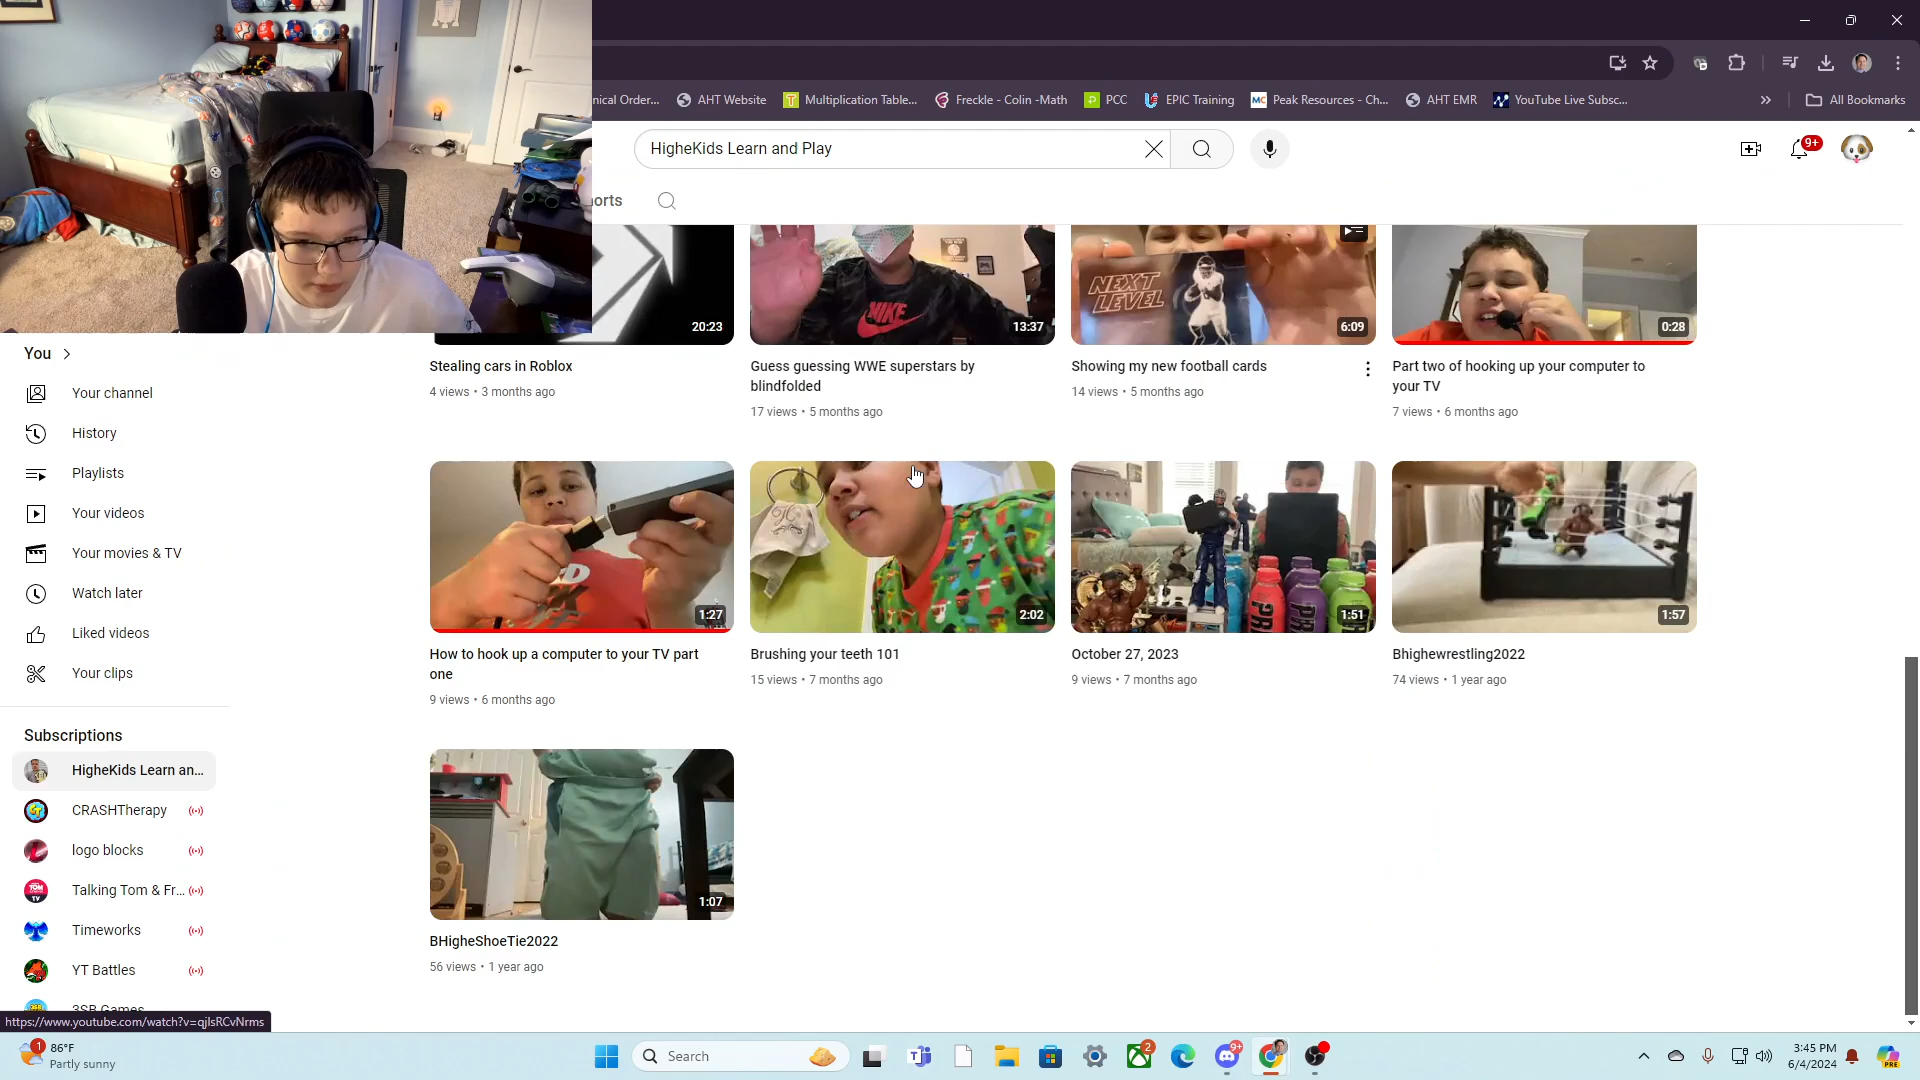 nical Order...
AHT Website
Multiplication Table...
Freckle - Colin -Math
PCC
EPIC Training
Peak Resources - Ch...
AHT EMR
YouTube Live Subsc...
»
All Bookmarks
HigheKids Learn and Play
9+
horts
NIKE
NEXT LEVEL
20:23
13:37
6:09
0:28
Stealing cars in Roblox
4 views • 3 months ago
Guess guessing WWE superstars by
blindfolded
17 views • 5 months ago
Showing my new football cards
14 views • 5 months ago
Part two of hooking up your computer to
your TV
7 views • 6 months ago
You
Your channel
History
Playlists
Your videos
Your movies & TV
Watch later
Liked videos
Your clips
1:27
2:02
1:51
1:57
How to hook up a computer to your TV part
one
9 views • 6 months ago
Brushing your teeth 101
15 views • 7 months ago
October 27, 2023
9 views • 7 months ago
Bhighewrestling2022
74 views • 1 year ago
Subscriptions
HigheKids Learn an...
CRASHTherapy
logo blocks
Talking Tom & Fr...
Timeworks
YT Battles
3SB Games
1:07
BHigheShoeTie2022
56 views • 1 year ago
https://www.youtube.com/watch?v=qjlsRCvNrms
1
86°F
Partly sunny
Search
2
9+
3:45 PM
6/4/2024
PRE